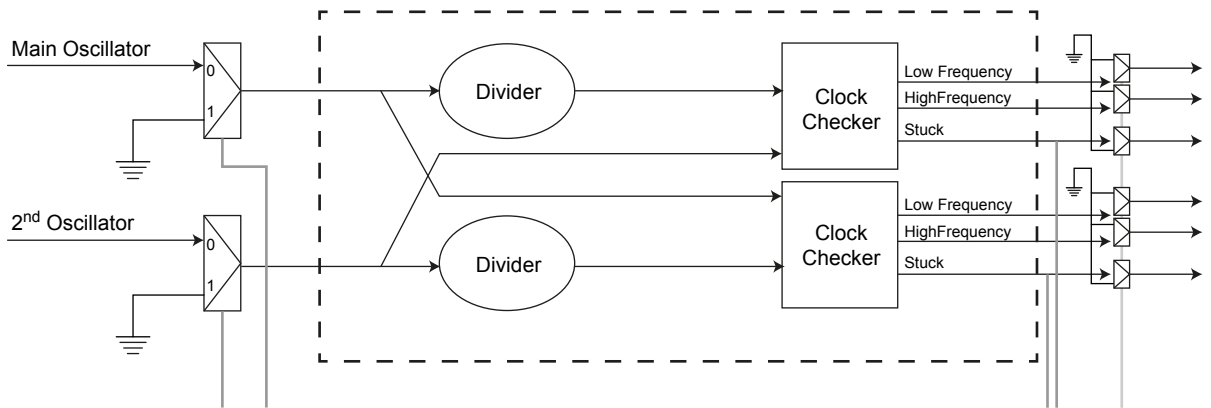 Main Oscillator
0
1
Divider
Clock
Checker
Low Frequency
HighFrequency
Stuck
2nd Oscillator
0
1
Divider
Clock
Checker
Low Frequency
HighFrequency
Stuck